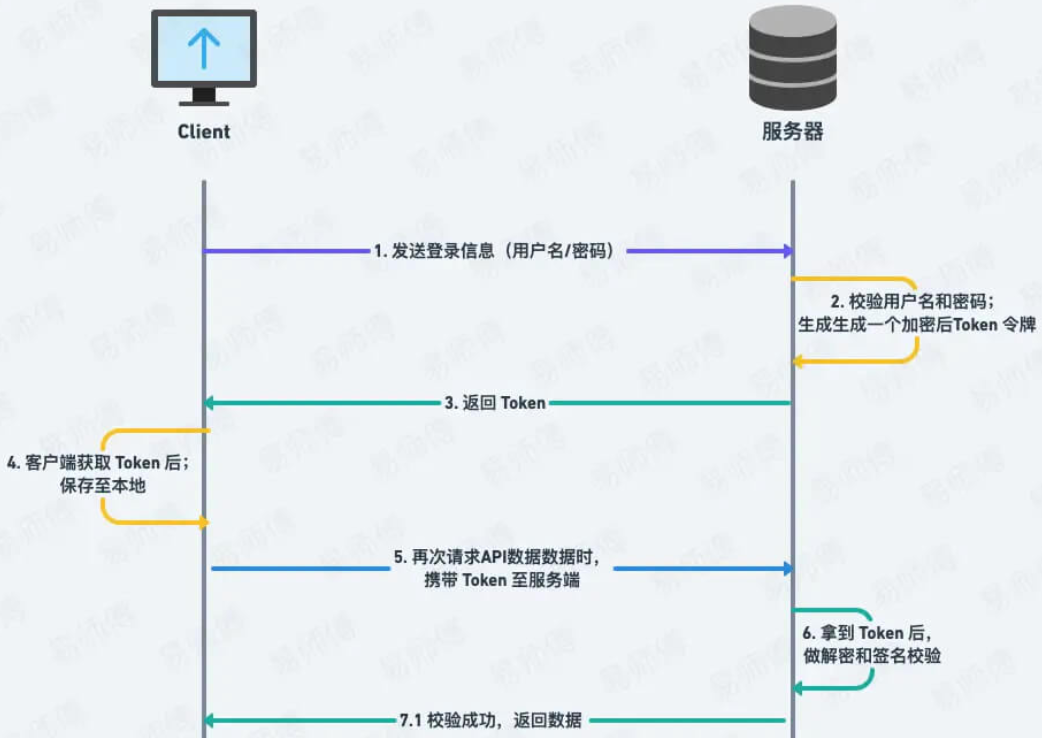 Client
服务器
1. 发送登录信息（用户名/密码）
2. 校验用户名和密码；
生成生成一个加密后Token 令牌
3. 返回 Token
4. 客户端获取 Token 后；
保存至本地
5. 再次请求API数据数据时，
携带 Token 至服务端
6. 拿到 Token 后，
做解密和签名校验
7.1 校验成功，返回数据
易师傅